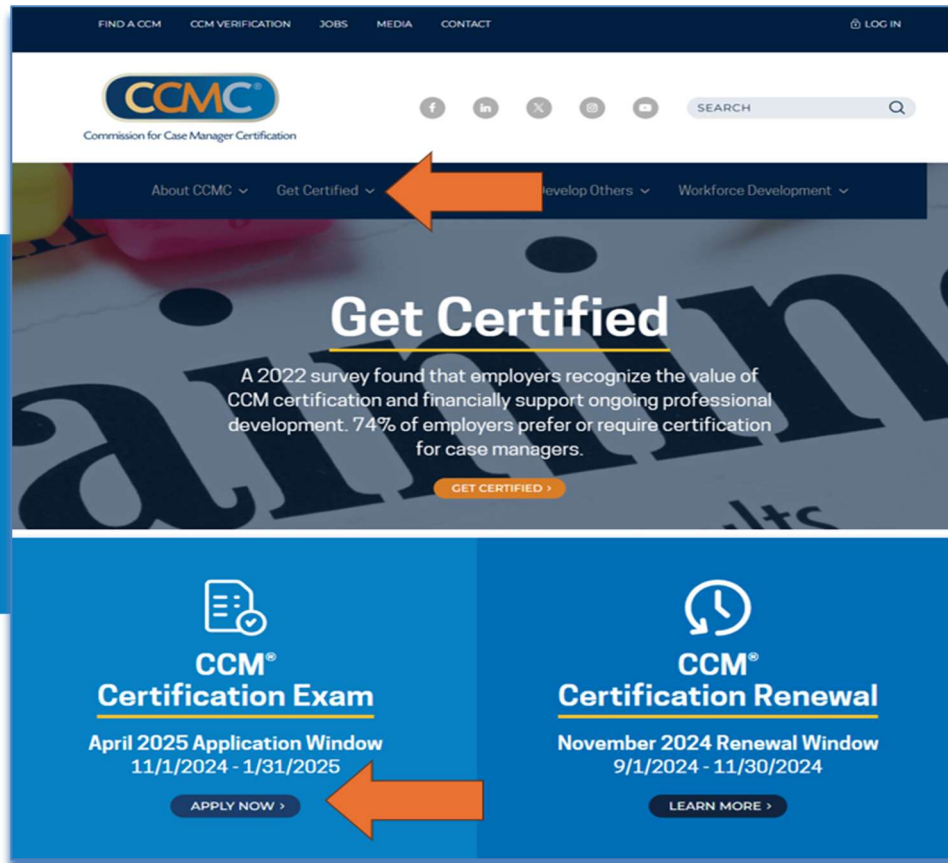 FIND A CCM CCM VERIFICATION JOBS MEDIA CONTACT LOG IN
CCMC®
Commission for Case Manager Certification
SEARCH
About CCMC Get Certified Develop Others Workforce Development
aining
ults
Get Certified
A 2022 survey found that employers recognize the value of
CCM certification and financially support ongoing professional
development. 74% of employers prefer or require certification
for case managers.
GET CERTIFIED >
CCM®
Certification Exam
April 2025 Application Window
11/1/2024 - 1/31/2025
APPLY NOW >
CCM®
Certification Renewal
November 2024 Renewal Window
9/1/2024 - 11/30/2024
LEARN MORE >